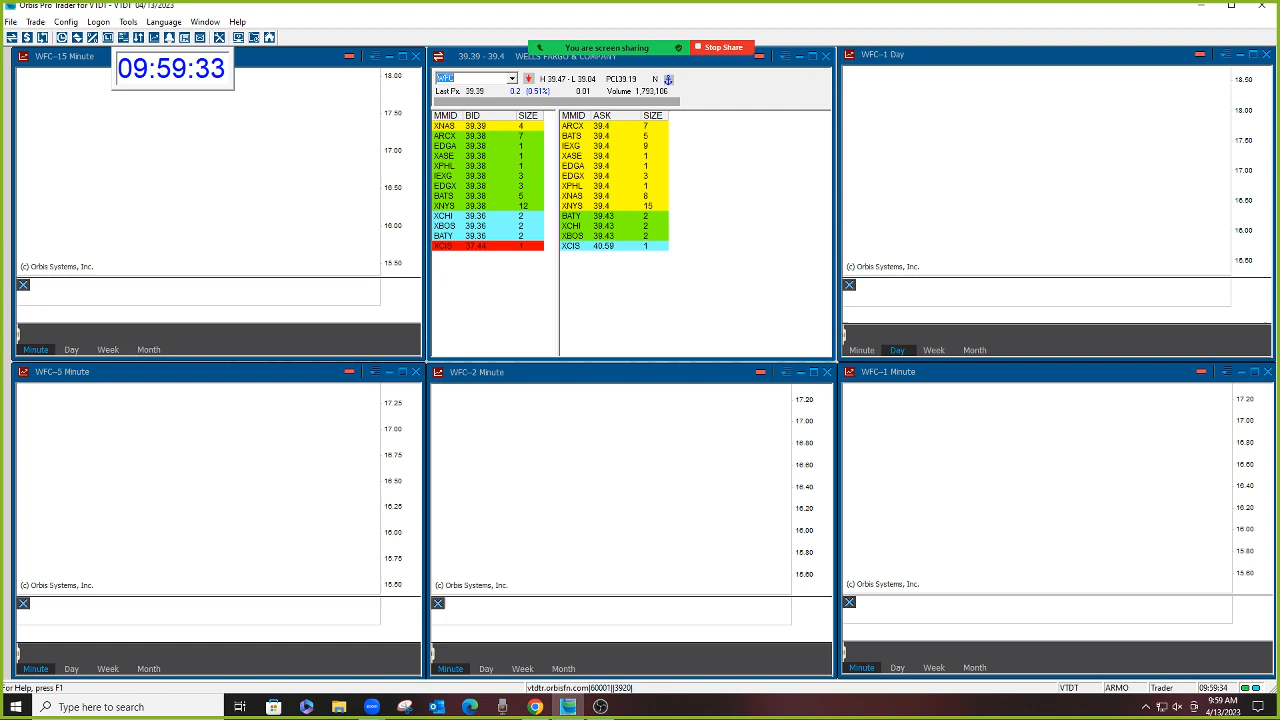 Orbis Pro Trader for VTDT - VTDT 04/13/2023
File Trade Config Logon Tools Language Window Help
09:59:33
You are screen sharing Stop Share
WFC--15 Minute
18.00
17.50
17.00
16.50
16.00
15.50
(c) Orbis Systems, Inc.
Minute Day Week Month
39.39 - 39.4 WELLS FARGO & COMPANY
WFC H 39.47 - L 39.04 PCL39.19 N
Last Px. 39.39 0.2 (0.51%) 0.01 Volume 1,793,106
MMID BID SIZE MMID ASK SIZE
XNAS 39.39 4 ARCX 39.4 7
ARCX 39.38 7 BATS 39.4 5
EDGA 39.38 1 IEXG 39.4 9
XASE 39.38 1 XASE 39.4 1
XPHL 39.38 1 EDGA 39.4 1
IEXG 39.38 3 EDGX 39.4 3
EDGX 39.38 3 XPHL 39.4 1
BATS 39.38 5 XNAS 39.4 8
XNYS 39.38 12 XNYS 39.4 15
XCHI 39.36 2 BATY 39.43 2
XBOS 39.36 2 XCHI 39.43 2
BATY 39.36 2 XBOS 39.43 2
XCIS 37.44 1 XCIS 40.59 1
WFC--1 Day
18.50
18.00
17.50
17.00
16.50
16.00
15.50
(c) Orbis Systems, Inc.
Minute Day Week Month
WFC--5 Minute
17.25
17.00
16.75
16.50
16.25
16.00
15.75
15.50
(c) Orbis Systems, Inc.
Minute Day Week Month
WFC--2 Minute
17.20
17.00
16.80
16.60
16.40
16.20
16.00
15.80
15.60
(c) Orbis Systems, Inc.
Minute Day Week Month
WFC--1 Minute
17.20
17.00
16.80
16.60
16.40
16.20
16.00
15.80
15.60
(c) Orbis Systems, Inc.
Minute Day Week Month
For Help, press F1 vtdtr.orbisfn.com|60001||3920| VTDT ARMO Trader 09:59:34
Type here to search
9:59 AM
4/13/2023